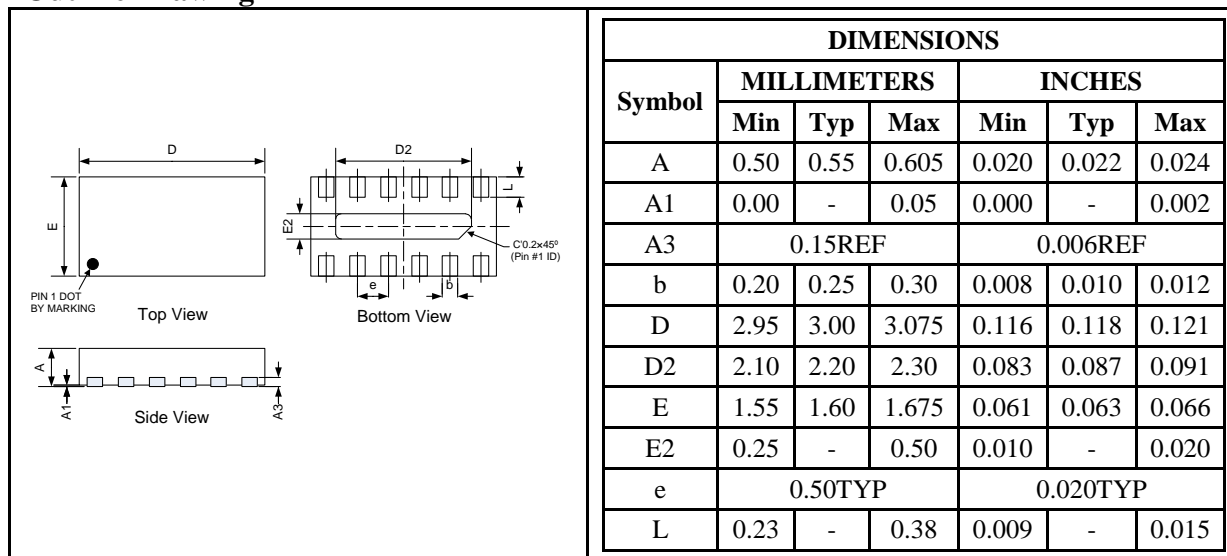 Outline Drawing
D
E
PIN 1 DOT
BY MARKING
Top View
D2
E2
L
C'0.2×45°
(Pin #1 ID)
e
b
Bottom View
A
A1
A3
Side View
DIMENSIONS
Symbol MILLIMETERS INCHES
Min Typ Max Min Typ Max
A 0.50 0.55 0.605 0.020 0.022 0.024
A1 0.00 - 0.05 0.000 - 0.002
A3 0.15REF 0.006REF
b 0.20 0.25 0.30 0.008 0.010 0.012
D 2.95 3.00 3.075 0.116 0.118 0.121
D2 2.10 2.20 2.30 0.083 0.087 0.091
E 1.55 1.60 1.675 0.061 0.063 0.066
E2 0.25 - 0.50 0.010 - 0.020
e 0.50TYP 0.020TYP
L 0.23 - 0.38 0.009 - 0.015